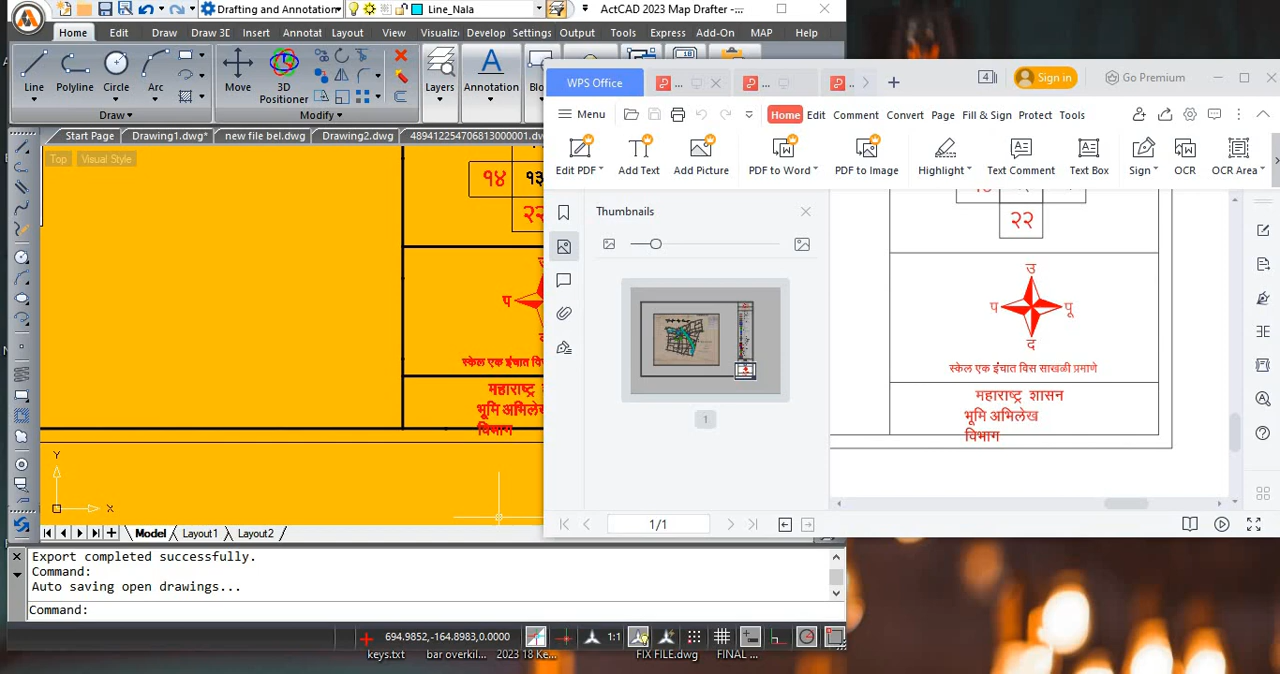 Drafting and Annotation
Line_Nala
ActCAD 2023 Map Drafter -...
Home Edit Draw Draw 3D Insert Annotat Layout View Visualiz Develop Settings Output Tools Express Add-On MAP Help
Line Polyline Circle Arc Move 3D Positioner Layers Annotation
Draw Modify
Start Page Drawing1.dwg* new file bel.dwg Drawing2.dwg 489412254706813000001.dw
Top Visual Style
१४ १३
२२
प
स्केल एक इंचात वि
महाराष्ट्र शा
भूमि अभिलेख
विभाग
Y
X
Model Layout1 Layout2
Export completed successfully.
Command:
Auto saving open drawings...
Command:
694.9852,-164.8983,0.0000 1:1
keys.txt bar overkil... 2023 18 Ke... FIX FILE.dwg FINAL ...
WPS Office ... ... .. 4 Sign in Go Premium
Menu Home Edit Comment Convert Page Fill & Sign Protect Tools
Edit PDF Add Text Add Picture PDF to Word PDF to Image Highlight Text Comment Text Box Sign OCR OCR Area
Thumbnails
1
1/1
२२
उ
प पू
द
स्केल एक इंचात विस साखळी प्रमाणे
महाराष्ट्र शासन
भूमि अभिलेख
विभाग